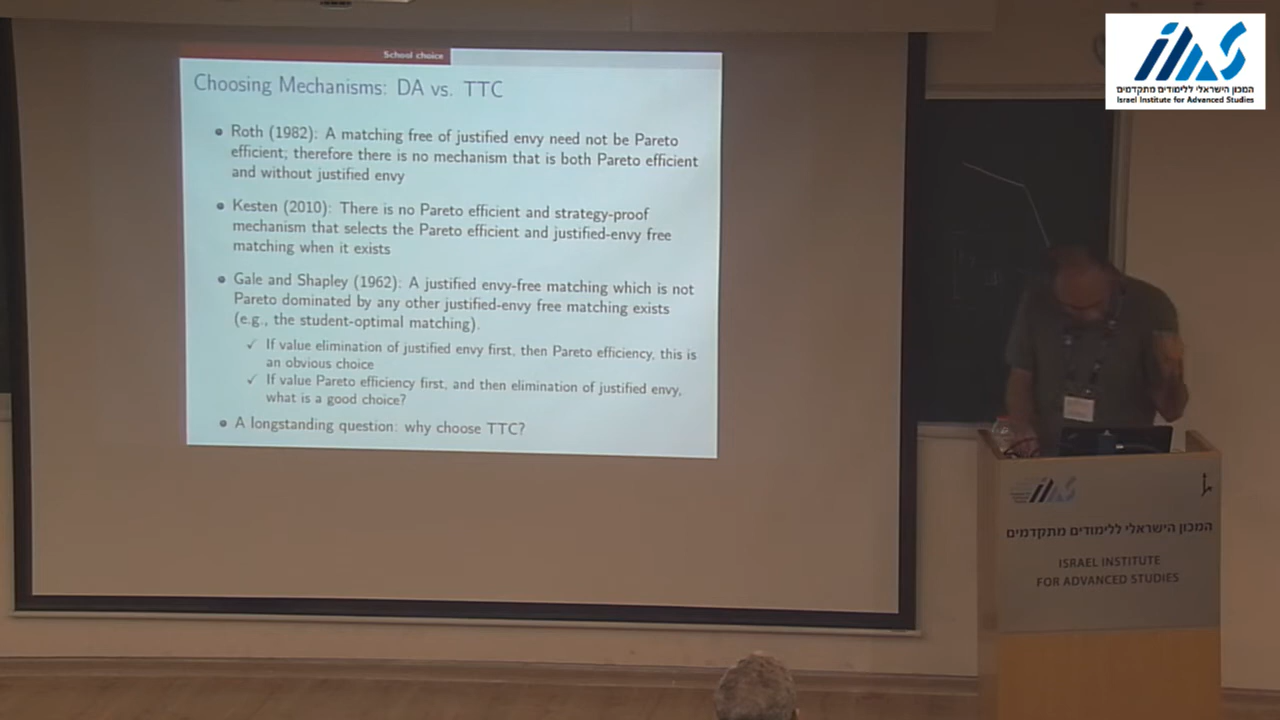 School choice
Choosing Mechanisms: DA vs. TTC
• Roth (1982): A matching free of justified envy need not be Pareto
efficient; therefore there is no mechanism that is both Pareto efficient
and without justified envy
• Kesten (2010): There is no Pareto efficient and strategy-proof
mechanism that selects the Pareto efficient and justified-envy free
matching when it exists
• Gale and Shapley (1962): A justified envy-free matching which is not
Pareto dominated by any other justified-envy free matching exists
(e.g., the student-optimal matching).
✓ If value elimination of justified envy first, then Pareto efficiency, this is
an obvious choice
✓ If value Pareto efficiency first, and then elimination of justified envy,
what is a good choice?
• A longstanding question: why choose TTC?
המכון הישראלי ללימודים מתקדמים
Israel Institute for Advanced Studies
המכון הישראלי ללימודים מתקדמים
ISRAEL INSTITUTE
FOR ADVANCED STUDIES